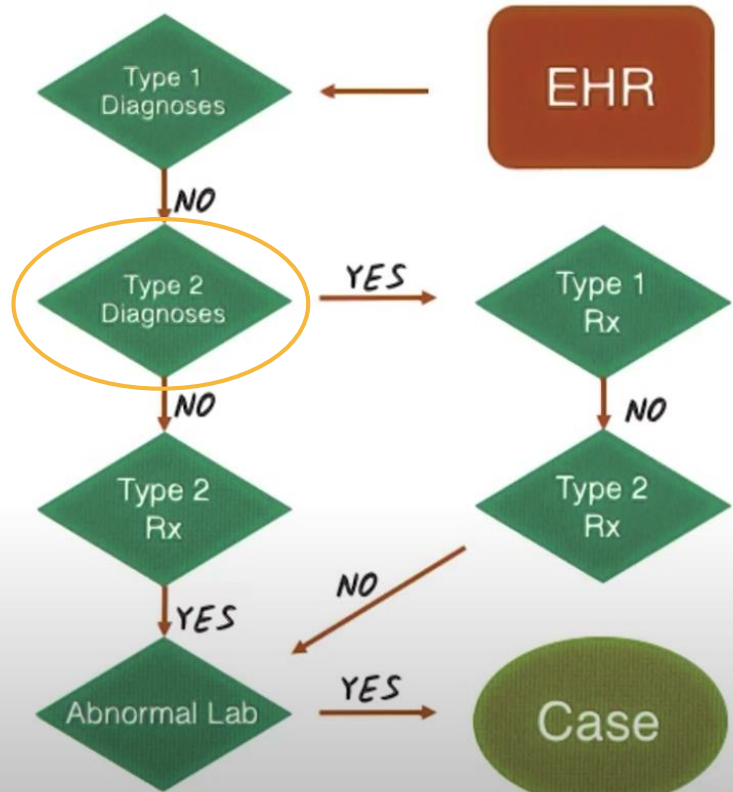 Type 1
Diagnoses
EHR
NO
Type 2
Diagnoses
YES
Type 1
Rx
NO
NO
Type 2
Rx
Type 2
Rx
NO
YES
Abnormal Lab
YES
Case